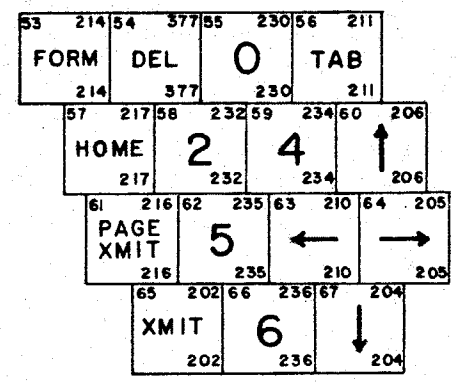 53 214 54 377 55 230 56 211
FORM DEL 0 TAB
214 377 230 211
57 217 58 232 59 234 60 206
HOME 2 4 ↑
217 232 234 206
61 216 62 235 63 210 64 205
PAGE
XMIT 5 ← →
216 235 210 205
65 202 66 236 67 204
XMIT 6 ↓
202 236 204